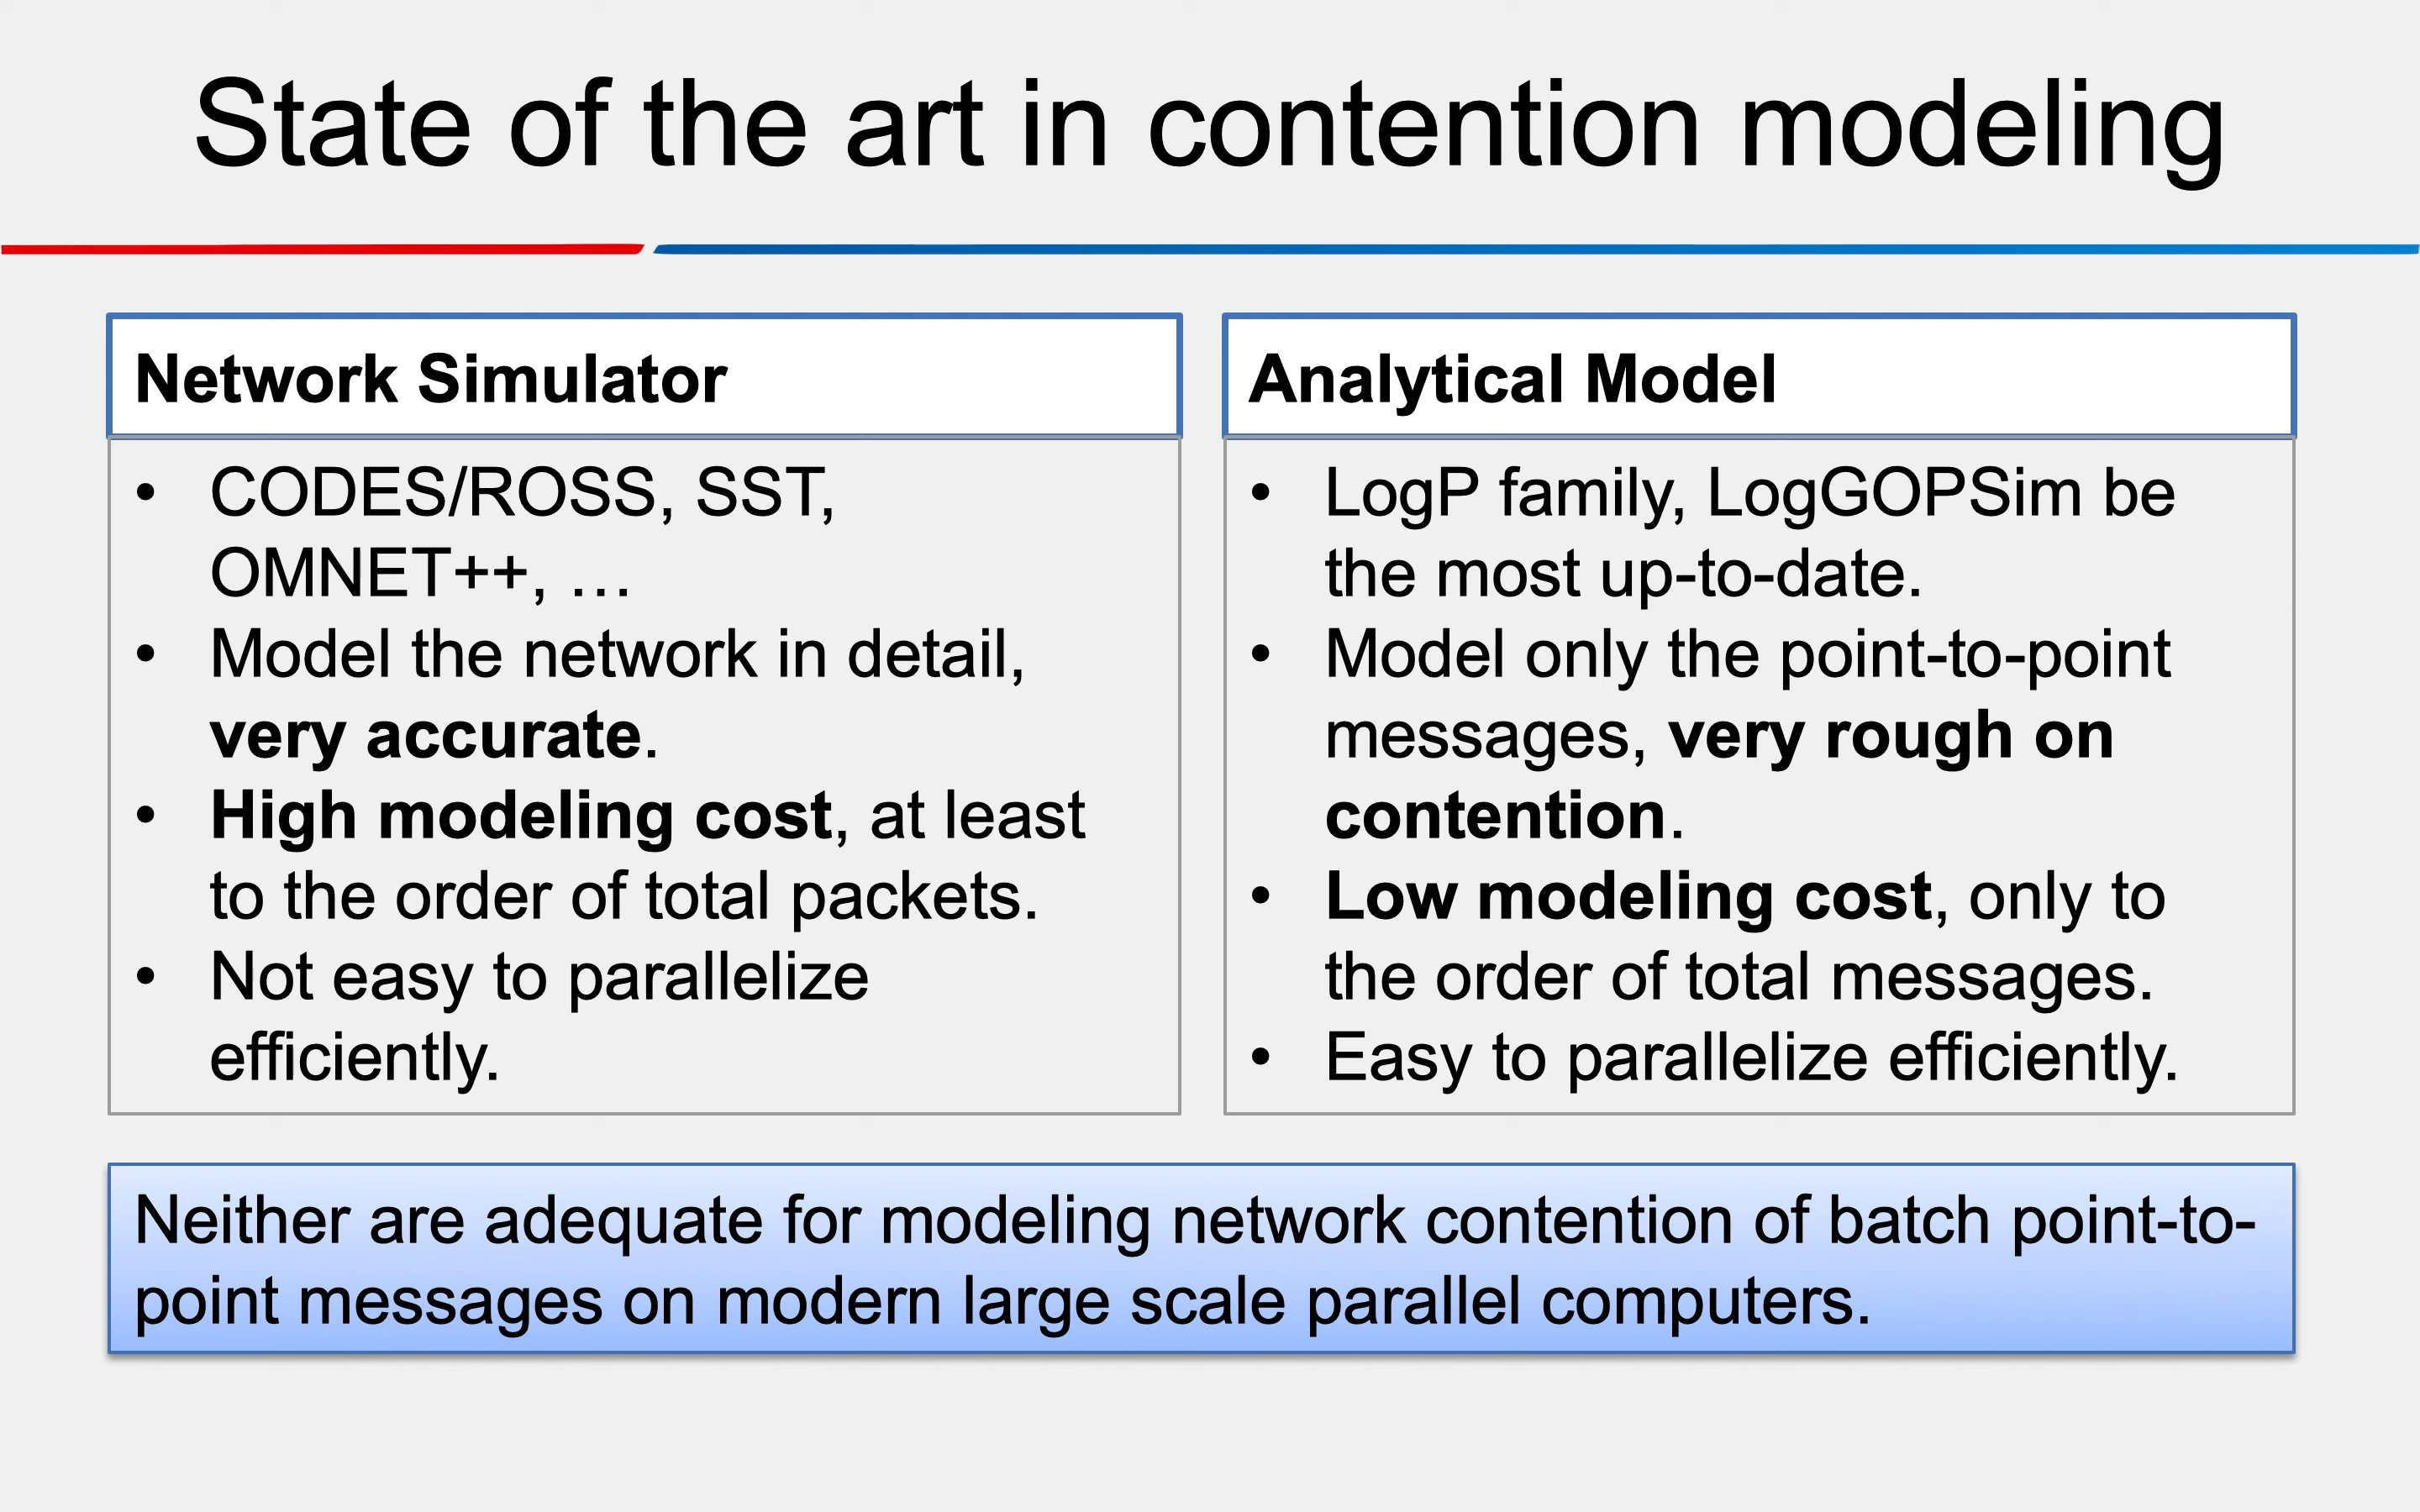 State of the art in contention modeling
Network Simulator
• CODES/ROSS, SST,
OMNET++, …
• Model the network in detail,
very accurate.
• High modeling cost, at least
to the order of total packets.
• Not easy to parallelize
efficiently.
Analytical Model
• LogP family, LogGOPSim be
the most up-to-date.
• Model only the point-to-point
messages, very rough on
contention.
• Low modeling cost, only to
the order of total messages.
• Easy to parallelize efficiently.
Neither are adequate for modeling network contention of batch point-to-
point messages on modern large scale parallel computers.